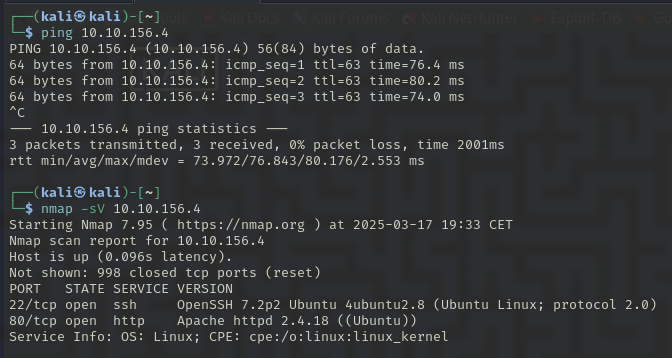 Tools Kali Docs Kali Forums Kali NetHunter Exploit-DB
┌──(kali㉿kali)-[~]
└─$ ping 10.10.156.4
PING 10.10.156.4 (10.10.156.4) 56(84) bytes of data.
64 bytes from 10.10.156.4: icmp_seq=1 ttl=63 time=76.4 ms
64 bytes from 10.10.156.4: icmp_seq=2 ttl=63 time=80.2 ms
64 bytes from 10.10.156.4: icmp_seq=3 ttl=63 time=74.0 ms
^C
--- 10.10.156.4 ping statistics ---
3 packets transmitted, 3 received, 0% packet loss, time 2001ms
rtt min/avg/max/mdev = 73.972/76.843/80.176/2.553 ms
┌──(kali㉿kali)-[~]
└─$ nmap -sV 10.10.156.4
Starting Nmap 7.95 ( https://nmap.org ) at 2025-03-17 19:33 CET
Nmap scan report for 10.10.156.4
Host is up (0.096s latency).
Not shown: 998 closed tcp ports (reset)
PORT   STATE SERVICE VERSION
22/tcp open  ssh     OpenSSH 7.2p2 Ubuntu 4ubuntu2.8 (Ubuntu Linux; protocol 2.0)
80/tcp open  http    Apache httpd 2.4.18 ((Ubuntu))
Service Info: OS: Linux; CPE: cpe:/o:linux:linux_kernel